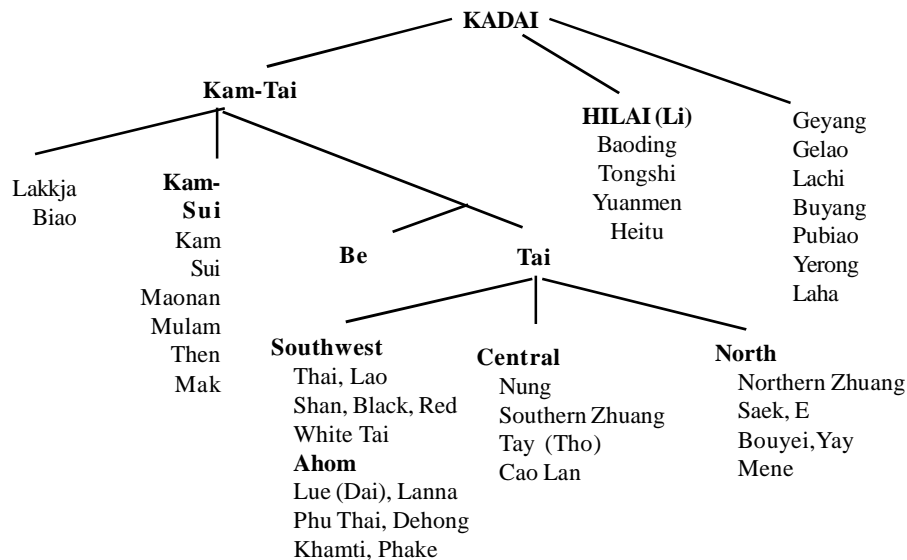 KADAI
Kam-Tai
HILAI (Li)
Baoding
Tongshi
Yuanmen
Heitu
Geyang
Gelao
Lachi
Buyang
Pubiao
Yerong
Laha
Lakkja
Biao
Kam-
Sui
Kam
Sui
Maonan
Mulam
Then
Mak
Be
Tai
Southwest
Thai, Lao
Shan, Black, Red
White Tai
Ahom
Lue (Dai), Lanna
Phu Thai, Dehong
Khamti, Phake
Central
Nung
Southern Zhuang
Tay (Tho)
Cao Lan
North
Northern Zhuang
Saek, E
Bouyei,Yay
Mene